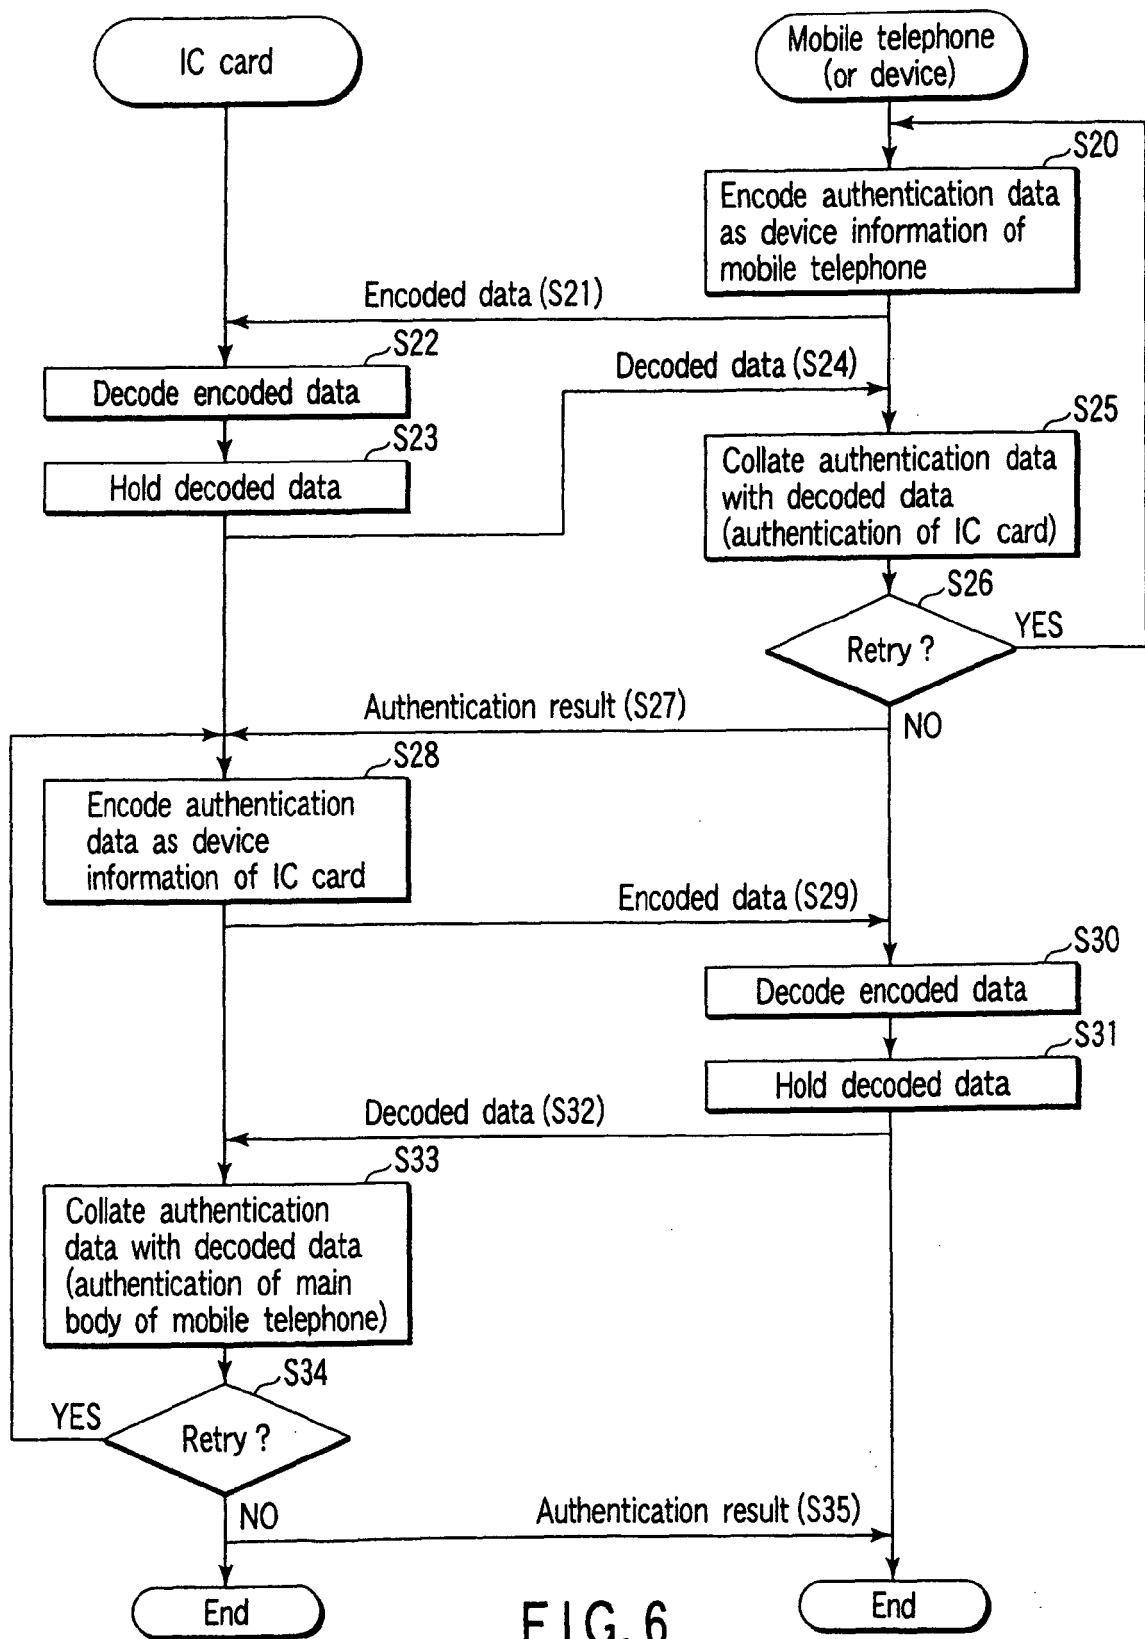 IC card
Mobile telephone
(or device)
S20
Encode authentication data
as device information of
mobile telephone
Encoded data (S21)
S22
Decode encoded data
Decoded data (S24)
S23
Hold decoded data
S25
Collate authentication data
with decoded data
(authentication of IC card)
S26
Retry ?
YES
NO
Authentication result (S27)
S28
Encode authentication
data as device
information of IC card
Encoded data (S29)
S30
Decode encoded data
S31
Hold decoded data
Decoded data (S32)
S33
Collate authentication
data with decoded data
(authentication of main
body of mobile telephone)
S34
YES
Retry ?
NO
Authentication result (S35)
End
End
FIG. 6